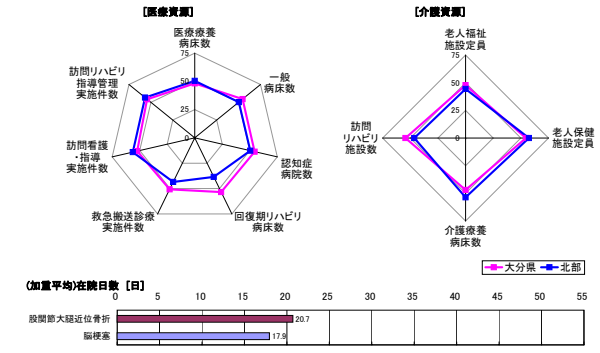 [医療資源]
医療療養
病床数
75
50
25
0
一般
病床数
認知症
病院数
回復期リハビリ
病床数
救急搬送診療
実施件数
訪問看護
・指導
実施件数
訪問リハビリ
指導管理
実施件数
[介護資源]
老人福祉
施設定員
75
50
25
0
老人保健
施設定員
介護療養
病床数
訪問
リハビリ
施設数
大分県 北部
(加重平均)在院日数 [日]
0 5 10 15 20 25 30 35 40 45 50 55
股関節大腿近位骨折 20.7
脳梗塞 17.9